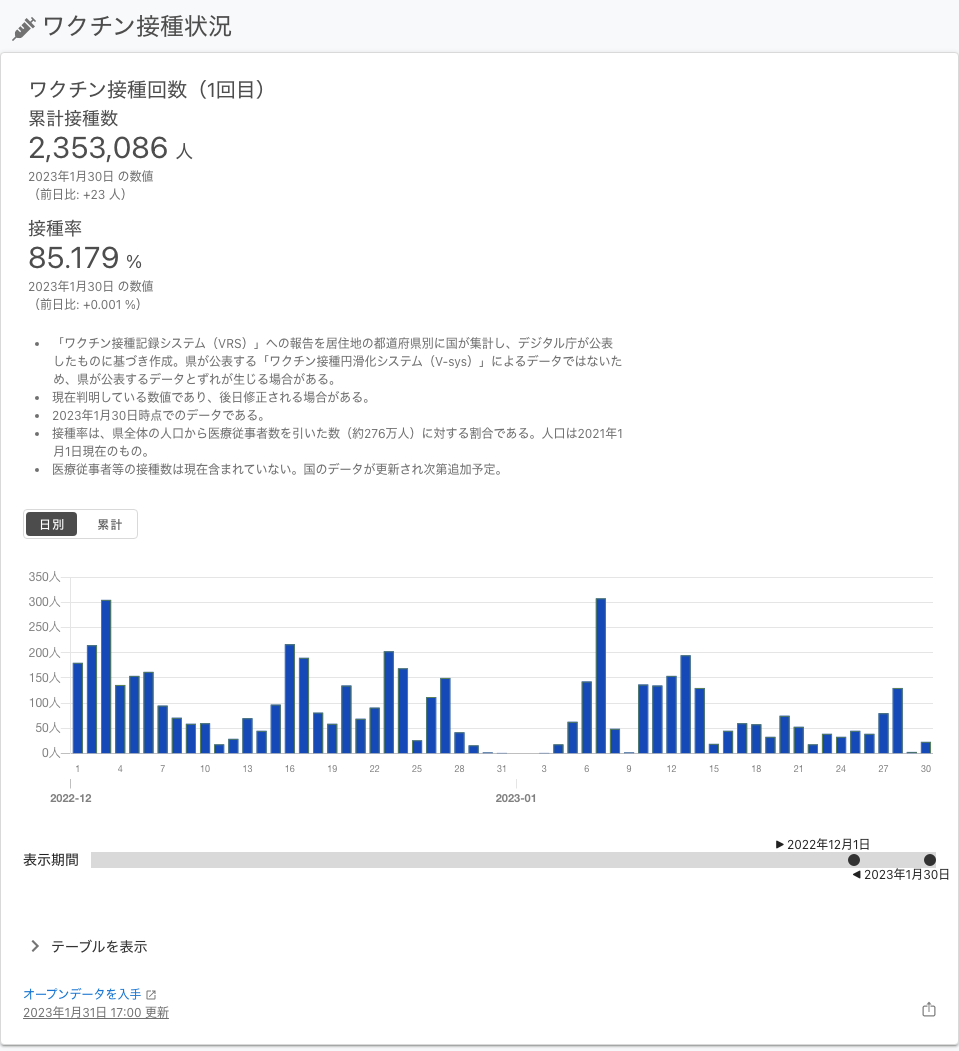 ワクチン接種状況
ワクチン接種回数（1回目）
累計接種数
2,353,086 人
2023年1月30日 の数値
（前日比: +23 人）
接種率
85.179 %
2023年1月30日 の数値
（前日比: +0.001 %）
• 「ワクチン接種記録システム（VRS）」への報告を居住地の都道府県別に国が集計し、デジタル庁が公表
したものに基づき作成。県が公表する「ワクチン接種円滑化システム（V-sys）」によるデータではないた
め、県が公表するデータとずれが生じる場合がある。
• 現在判明している数値であり、後日修正される場合がある。
• 2023年1月30日時点でのデータである。
• 接種率は、県全体の人口から医療従事者数を引いた数（約276万人）に対する割合である。人口は2021年1
月1日現在のもの。
• 医療従事者等の接種数は現在含まれていない。国のデータが更新され次第追加予定。
日別 累計
350人
300人
250人
200人
150人
100人
50人
0人
1 4 7 10 13 16 19 22 25 28 31 3 6 9 12 15 18 21 24 27 30
2022-12 2023-01
▶ 2022年12月1日
表示期間
◀ 2023年1月30日
テーブルを表示
オープンデータを入手
2023年1月31日 17:00 更新